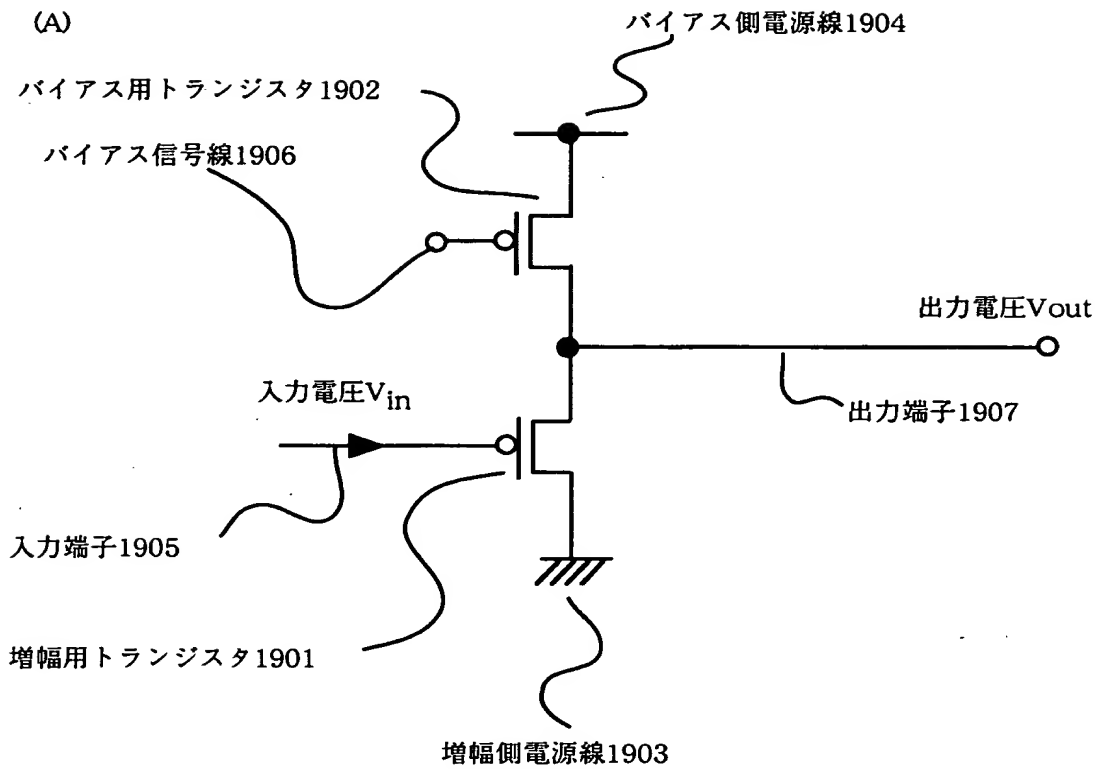 (A)
バイアス側電源線1904
バイアス用トランジスタ1902
バイアス信号線1906
出力電圧Vout
入力電圧Vin
出力端子1907
入力端子1905
増幅用トランジスタ1901
増幅側電源線1903